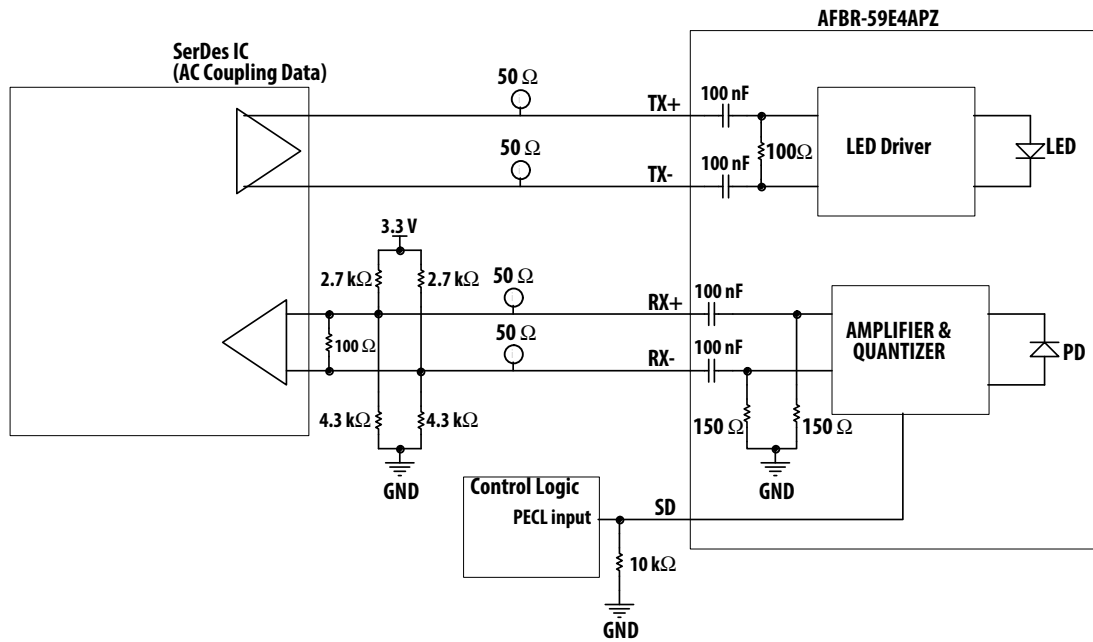 AFBR-59E4APZ
SerDes IC
(AC Coupling Data)
50 Ω
TX+
100 nF
50 Ω
TX-
100 nF
100Ω
LED Driver
LED
3.3 V
2.7 kΩ
2.7 kΩ
50 Ω
RX+
100 nF
100 Ω
50 Ω
RX-
100 nF
AMPLIFIER &
QUANTIZER
PD
4.3 kΩ
4.3 kΩ
150 Ω
150 Ω
GND
GND
Control Logic
PECL input
SD
10 kΩ
GND